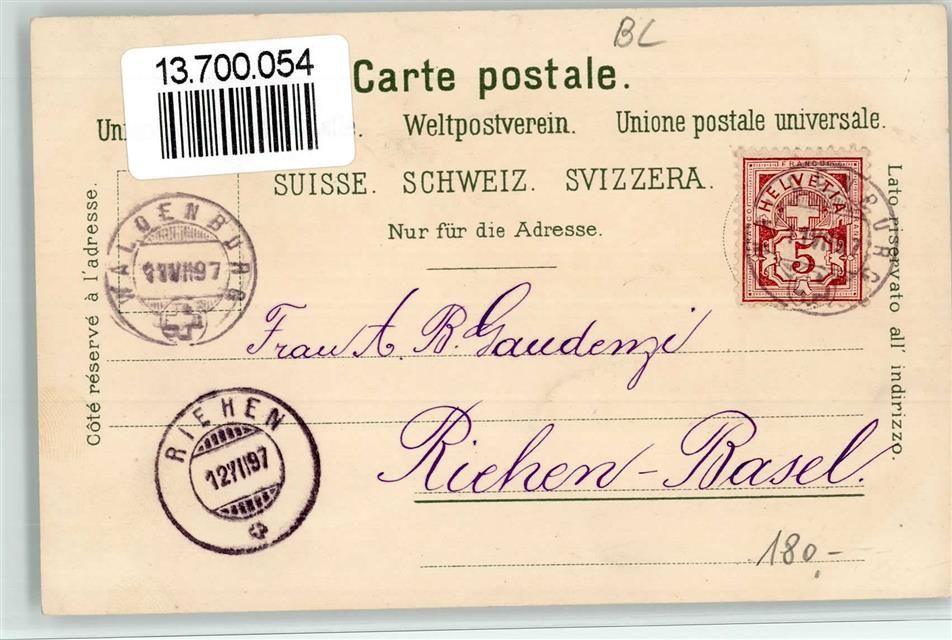 BL
13.700.054
Carte postale.
Weltpostverein. Unione postale universale.
SUISSE. SCHWEIZ. SVIZZERA.
Nur für die Adresse.
Côté réservé à l'adresse.
Lato riservato all' indirizzo.
WALDENBURG
11 VII 97
FRANCO
HELVETIA
5
Frau A. B. Gaudenzi
RIEHEN
12 VII 97
Riehen-Basel.
180,-